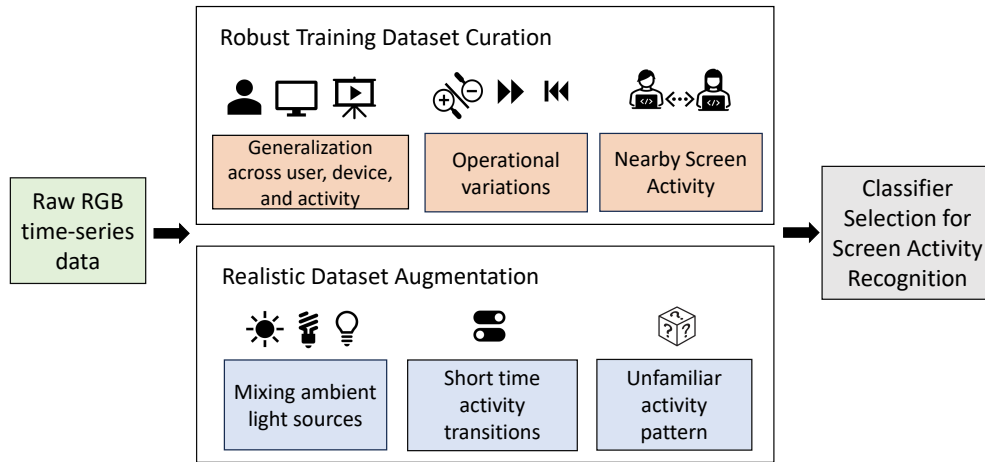 Robust Training Dataset Curation
Generalization
across user, device,
and activity
Operational
variations
Nearby Screen
Activity
Raw RGB
time-series
data
Realistic Dataset Augmentation
Mixing ambient
light sources
Short time
activity
transitions
Unfamiliar
activity
pattern
Classifier
Selection for
Screen Activity
Recognition